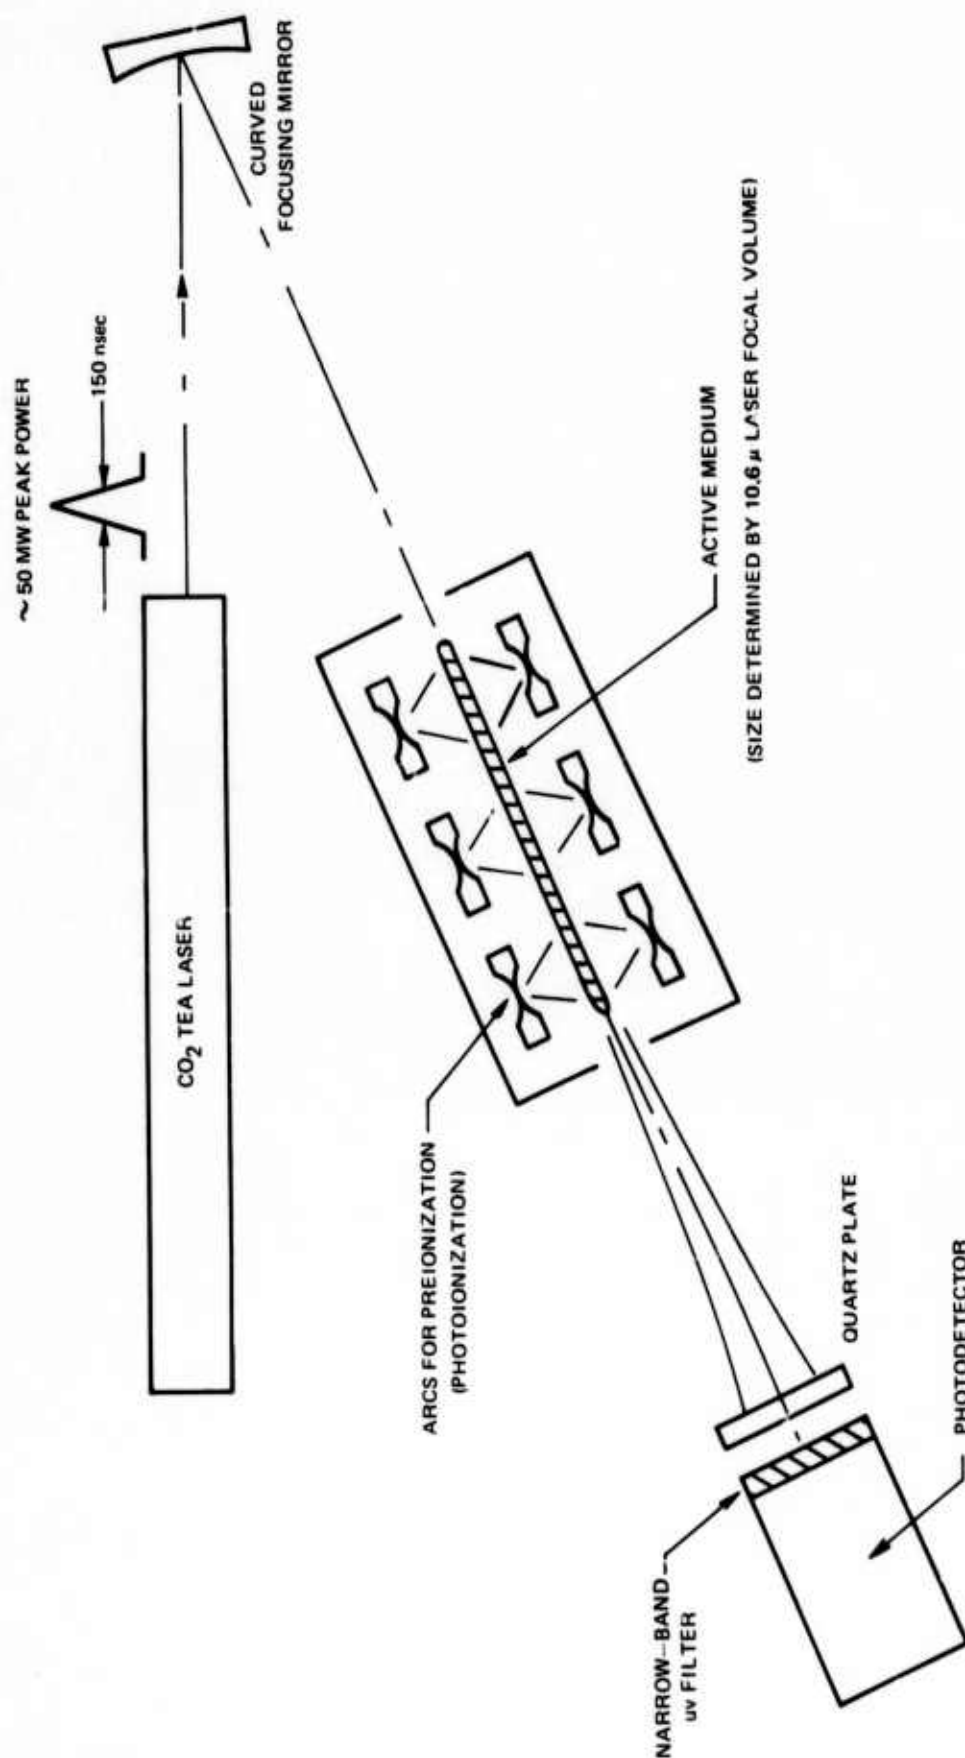 ~ 50 MW PEAK POWER
150 nsec
CO₂ TEA LASER
CURVED
FOCUSING MIRROR
ARCS FOR PREIONIZATION
(PHOTOIONIZATION)
ACTIVE MEDIUM
(SIZE DETERMINED BY 10.6 μ LASER FOCAL VOLUME)
QUARTZ PLATE
NARROW–BAND
uv FILTER
PHOTODETECTOR